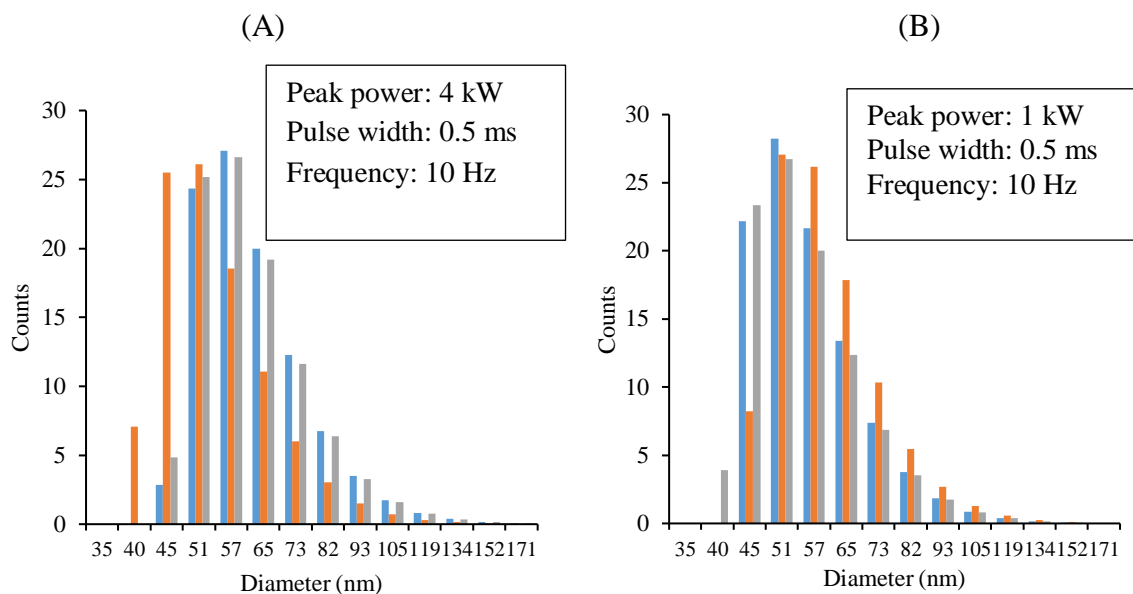 (A)
Peak power: 4 kW
Pulse width: 0.5 ms
Frequency: 10 Hz
30
25
20
15
10
5
0
Counts
35 40 45 51 57 65 73 82 93 105119134152171
Diameter (nm)
(B)
Peak power: 1 kW
Pulse width: 0.5 ms
Frequency: 10 Hz
30
25
20
15
10
5
0
Counts
35 40 45 51 57 65 73 82 93 105119134152171
Diameter (nm)